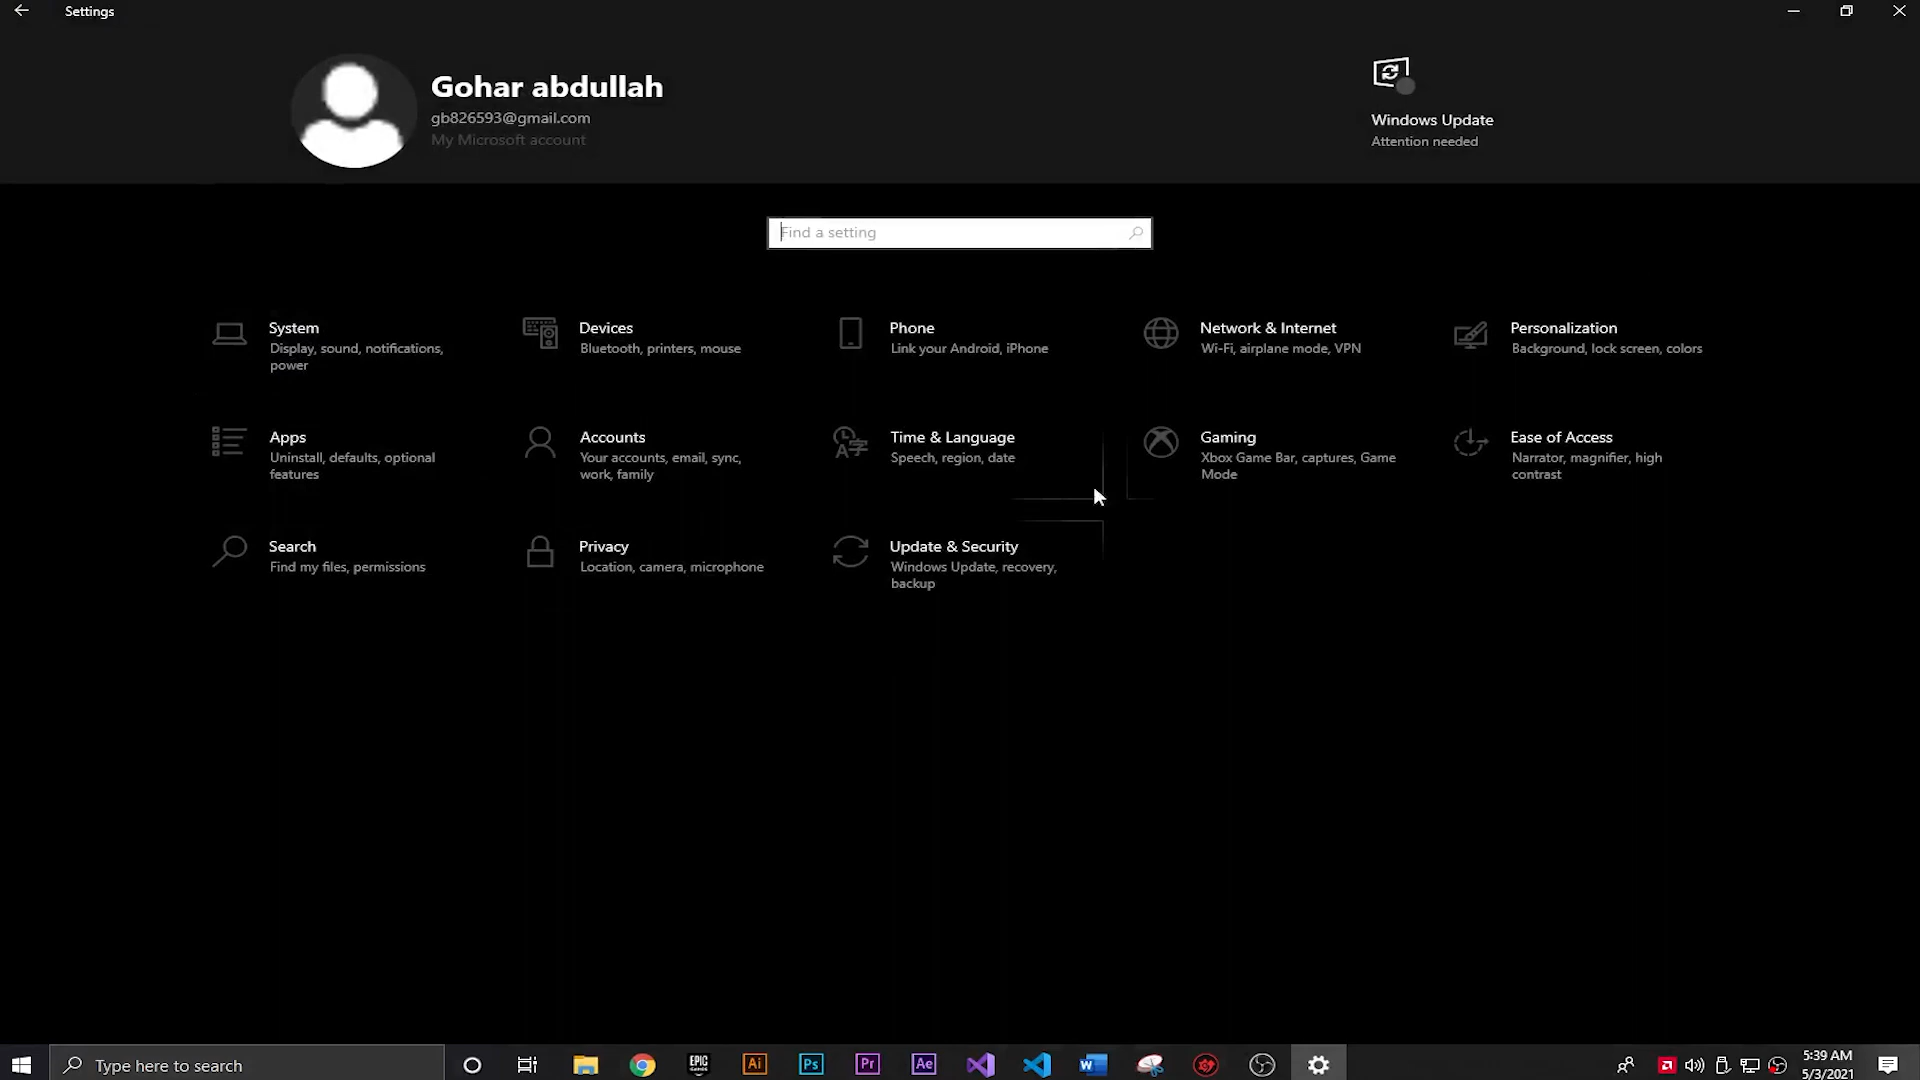 Settings
Gohar abdullah
gb826593@gmail.com
My Microsoft account
Windows Update
Attention needed
Find a setting
System
Display, sound, notifications,
power
Devices
Bluetooth, printers, mouse
Phone
Link your Android, iPhone
Network & Internet
Wi-Fi, airplane mode, VPN
Personalization
Background, lock screen, colors
Apps
Uninstall, defaults, optional
features
Accounts
Your accounts, email, sync,
work, family
Time & Language
Speech, region, date
Gaming
Xbox Game Bar, captures, Game
Mode
Ease of Access
Narrator, magnifier, high
contrast
Search
Find my files, permissions
Privacy
Location, camera, microphone
Update & Security
Windows Update, recovery,
backup
Type here to search
EPIC
GAMES
Ai
Ps
Pr
Ae
W
5:39 AM
5/3/2021